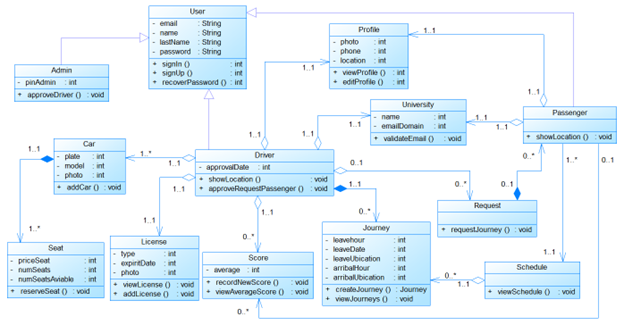 User
- email : String
- name : String
- lastName : String
- password : String
+ signIn () : int
+ signUp () : int
+ recoverPassword () : int
Profile
- photo : int
- phone : int
- location : int
+ viewProfile () : int
+ editProfile () : int
1..1
1..1
Admin
- pinAdmin : int
+ approveDriver () : void
University
- name : int
- emailDomain : int
+ validateEmail () : void
1..1
1..1
1..1
1..1
Passenger
+ showLocation () : void
1..1
1..1
1..1
Car
- plate : int
- model : int
- photo : int
+ addCar () : void
1..1
1..*
1..1
Driver
- approvalDate : int
+ showLocation () : void
+ approveRequestPassenger () : void
0..1
0..*
1..*
0..1
1..1
1..1
1..1
0..*
Request
+ requestJourney () : void
1..1
1..*
1..1
0..*
0..*
Seat
- priceSeat : int
- numSeats : int
- numSeatsAviable : int
+ reserveSeat () : void
License
- type : int
- expiritDate : int
- photo : int
+ viewLicense () : void
+ addLicense () : void
Score
- average : int
+ recordNewScore () : void
+ viewAverageScore () : void
0..*
Journey
- leavehour : int
- leaveDate : int
- leaveUbication : int
- arribalHour : int
- arribalUbication : int
+ createJourney () : Journey
+ viewJourneys () : void
0..*
1..1
1..1
Schedule
+ viewSchedule () : void